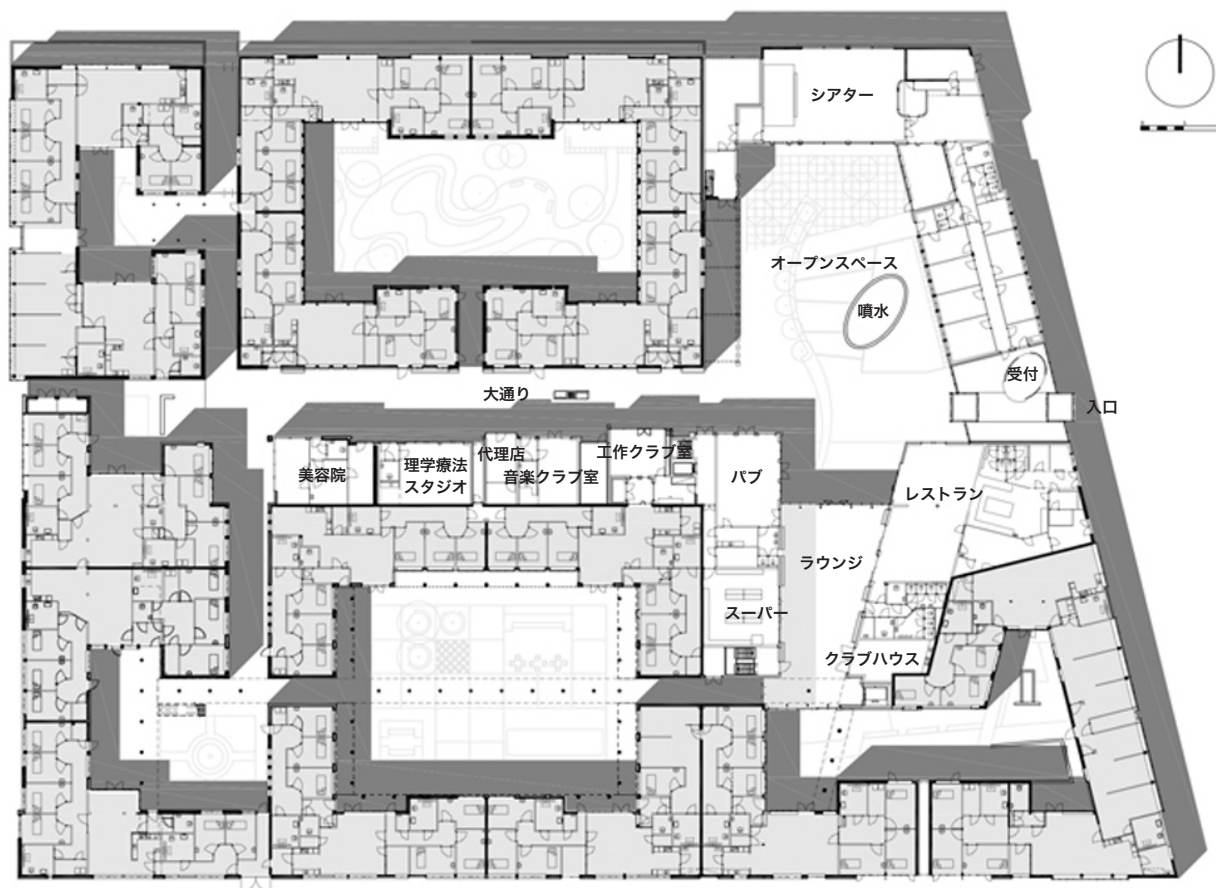 シアター
オープンスペース
噴水
受付
入口
大通り
美容院
理学療法
スタジオ
代理店
音楽クラブ室
工作クラブ室
パブ
レストラン
ラウンジ
スーパー
クラブハウス